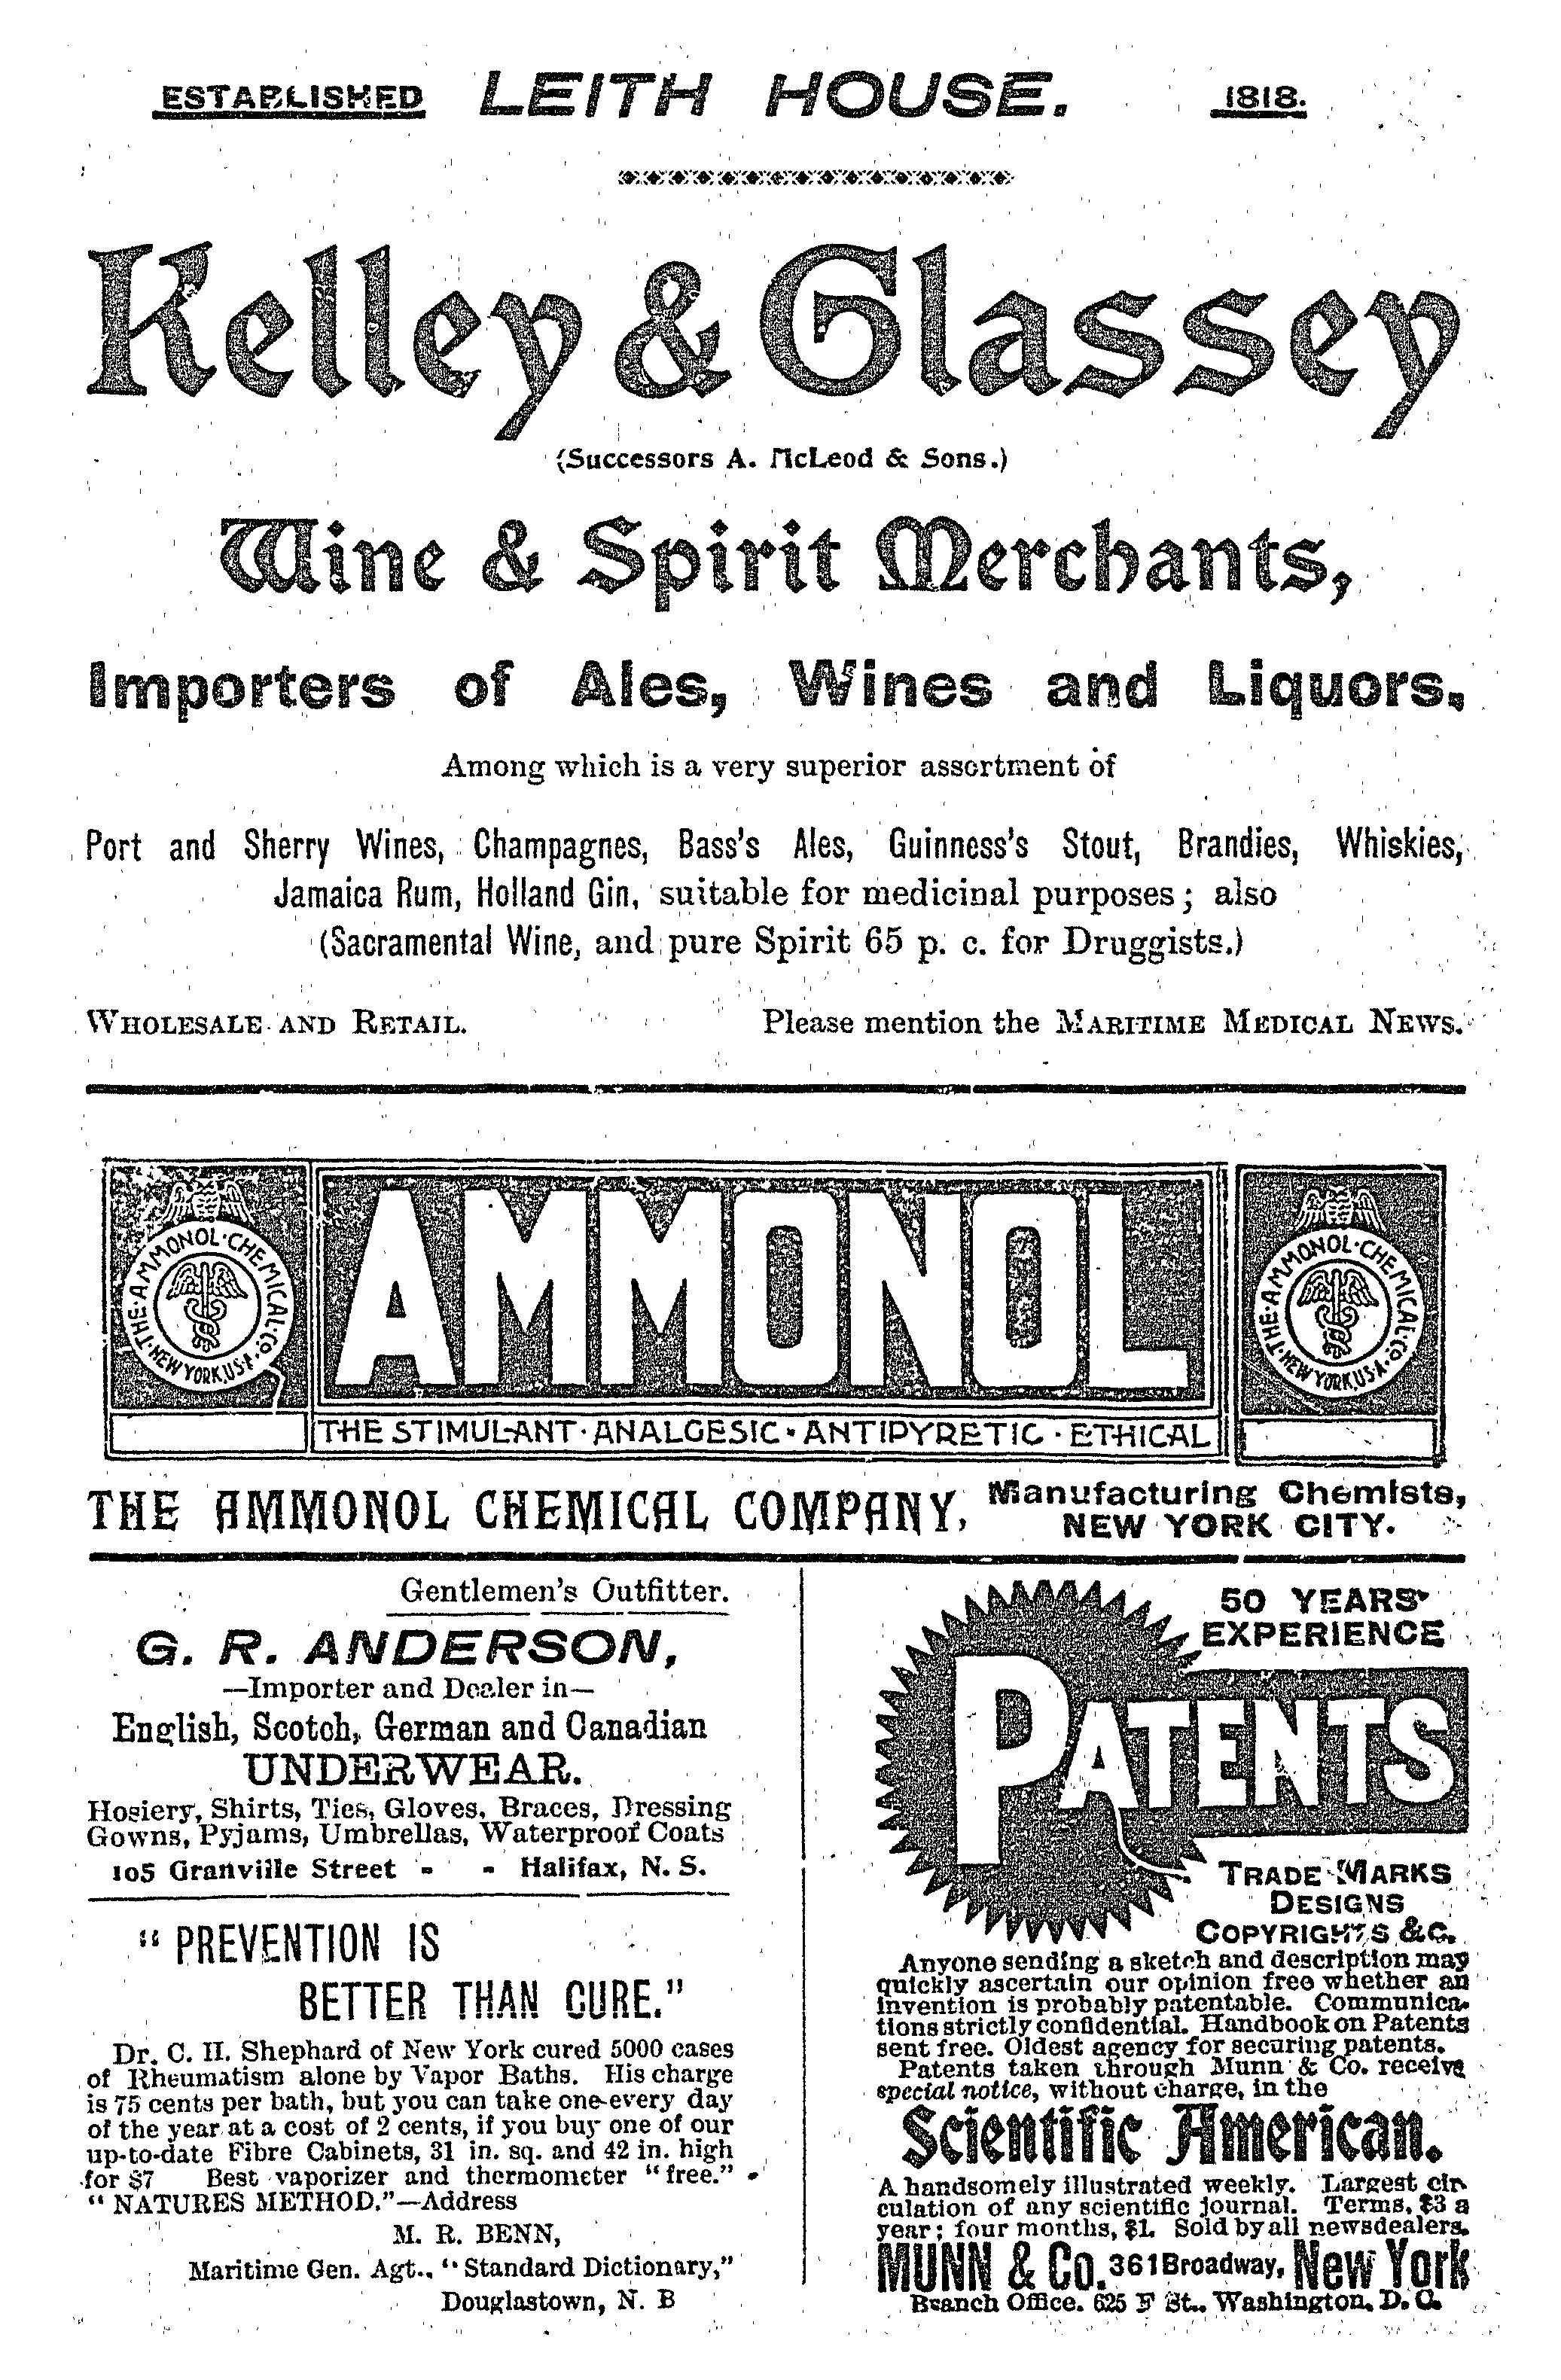 ESTABLISHED LEITH HOUSE. 1818.
Kelley & Glassey
(Successors A. McLeod & Sons.)
Wine & Spirit Merchants,
Importers of Ales, Wines and Liquors,
Among which is a very superior assortment of
Port and Sherry Wines, Champagnes, Bass's Ales, Guinness's Stout, Brandies, Whiskies,
Jamaica Rum, Holland Gin, suitable for medicinal purposes; also
(Sacramental Wine, and pure Spirit 65 p. c. for Druggists.)
WHOLESALE AND RETAIL. Please mention the MARITIME MEDICAL NEWS.
THE·AMMONOL·CHEMICAL·CO·NEW YORK,U.S.A.
AMMONOL
THE·AMMONOL·CHEMICAL·CO·NEW YORK,U.S.A.
THE STIMULANT·ANALGESIC·ANTIPYRETIC·ETHICAL
THE AMMONOL CHEMICAL COMPANY, Manufacturing Chemists,
NEW YORK CITY.
Gentlemen's Outfitter.
G. R. ANDERSON,
—Importer and Dealer in—
English, Scotch, German and Canadian
UNDERWEAR.
Hosiery, Shirts, Ties, Gloves, Braces, Dressing
Gowns, Pyjams, Umbrellas, Waterproof Coats
105 Granville Street - - Halifax, N. S.
"PREVENTION IS
BETTER THAN CURE."
Dr. C. H. Shephard of New York cured 5000 cases
of Rheumatism alone by Vapor Baths. His charge
is 75 cents per bath, but you can take one every day
of the year at a cost of 2 cents, if you buy one of our
up-to-date Fibre Cabinets, 31 in. sq. and 42 in. high
for $7 Best vaporizer and thermometer "free."
"NATURES METHOD."—Address
M. R. BENN,
Maritime Gen. Agt., "Standard Dictionary,"
Douglastown, N. B
50 YEARS'
EXPERIENCE
PATENTS
TRADE MARKS
DESIGNS
COPYRIGHTS &C.
Anyone sending a sketch and description may
quickly ascertain our opinion free whether an
invention is probably patentable. Communica-
tions strictly confidential. Handbook on Patents
sent free. Oldest agency for securing patents.
Patents taken through Munn & Co. receive
special notice, without charge, in the
Scientific American.
A handsomely illustrated weekly. Largest cir-
culation of any scientific journal. Terms, $3 a
year; four months, $1. Sold by all newsdealers.
MUNN & Co. 361 Broadway, New York
Branch Office. 625 F St., Washington, D. C.